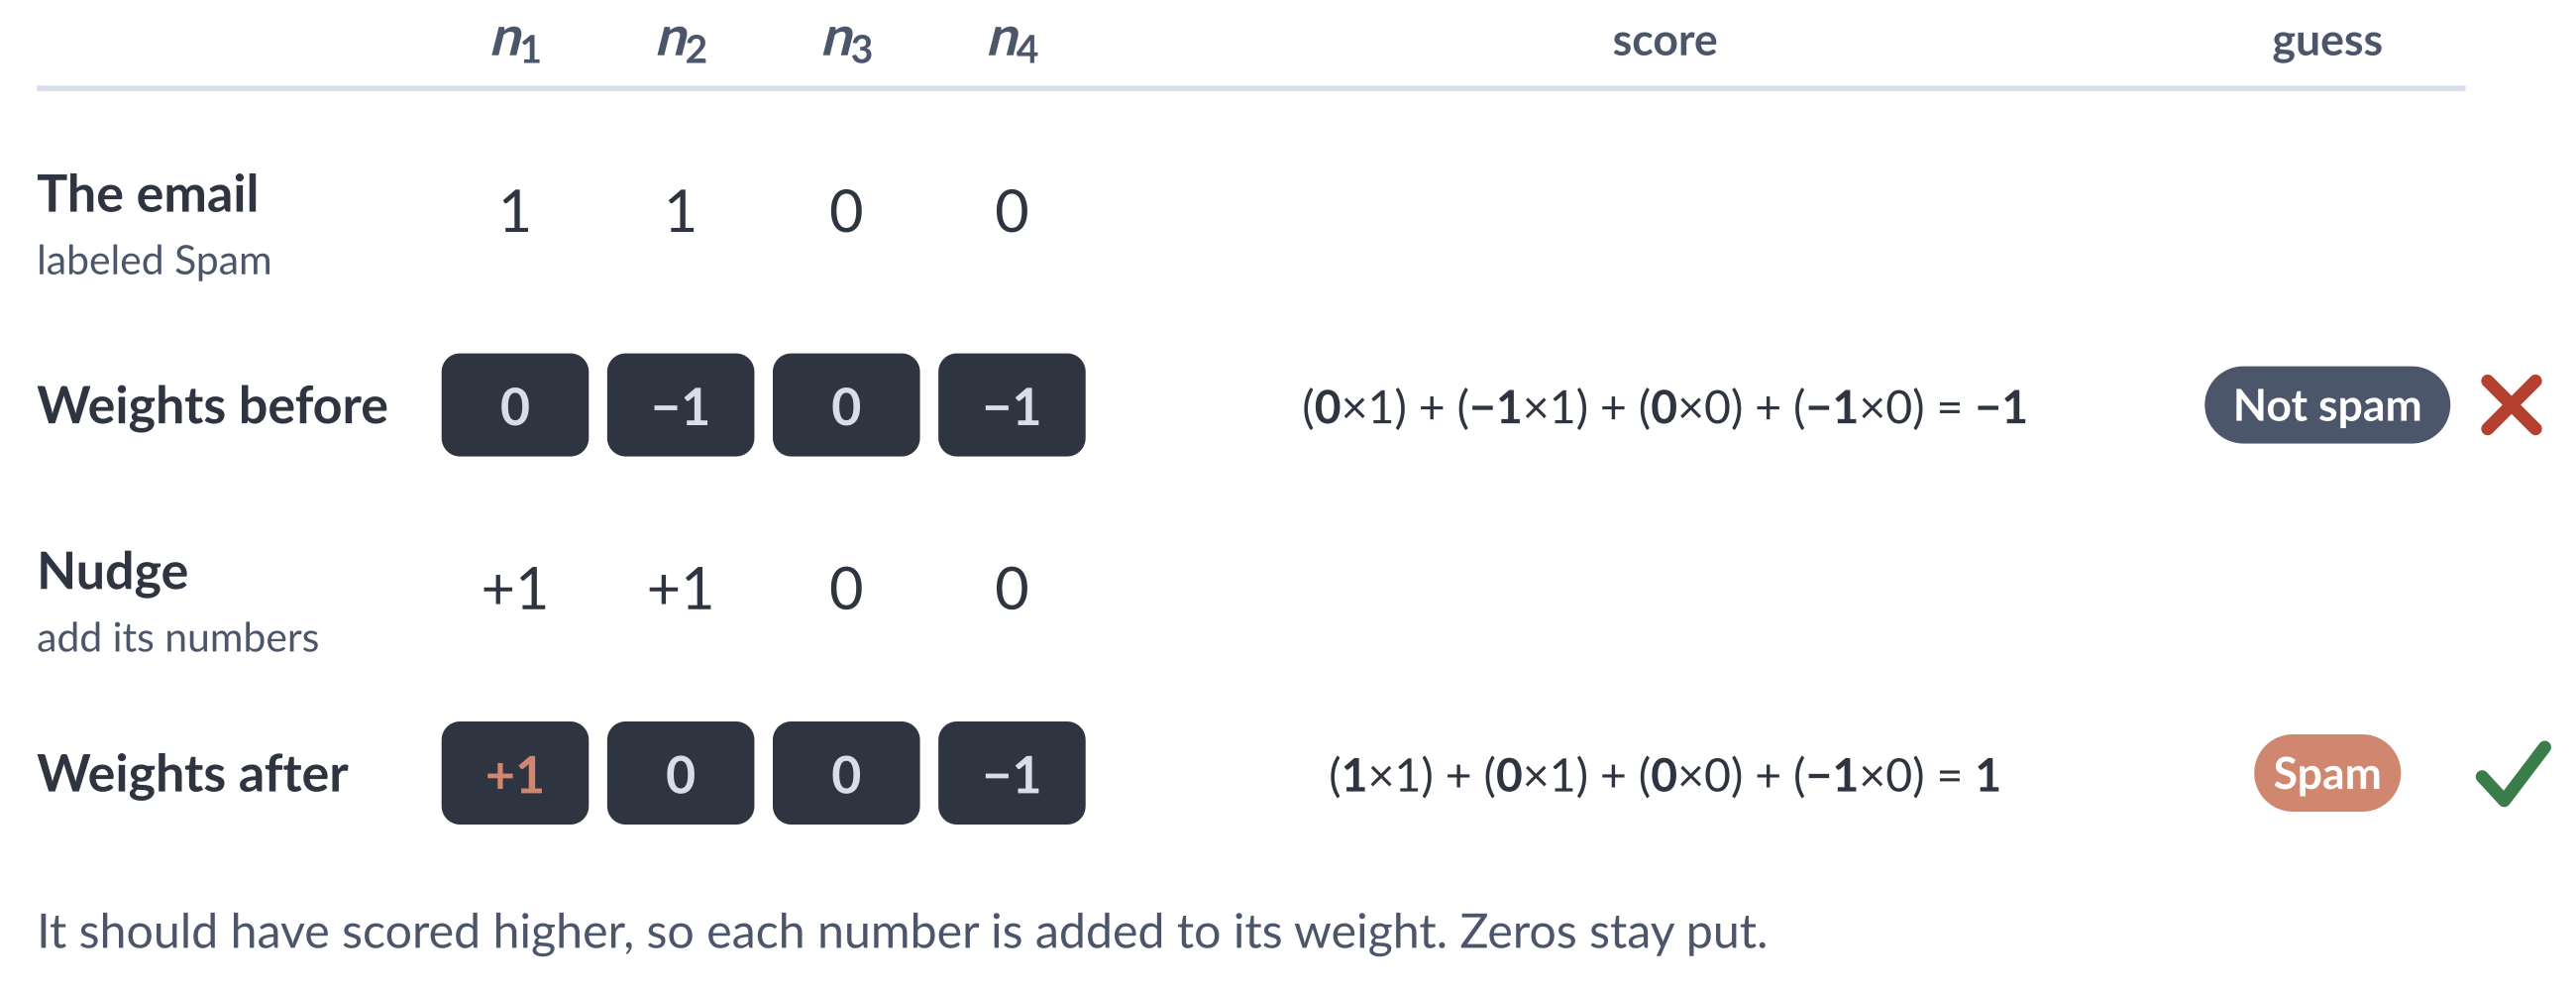 n1 n2 n3 n4 score guess
The email 1 1 0 0
labeled Spam
Weights before 0 −1 0 −1 (0×1) + (−1×1) + (0×0) + (−1×0) = −1 Not spam
Nudge +1 +1 0 0
add its numbers
Weights after +1 0 0 −1 (1×1) + (0×1) + (0×0) + (−1×0) = 1 Spam
It should have scored higher, so each number is added to its weight. Zeros stay put.